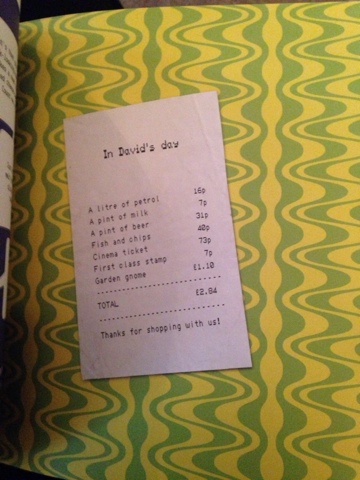 In David's day
A litre of petrol 16p
A pint of milk 7p
A pint of beer 31p
Fish and chips 40p
Cinema ticket 73p
First class stamp 7p
Garden gnome £1.10
TOTAL £2.84
Thanks for shopping with us!